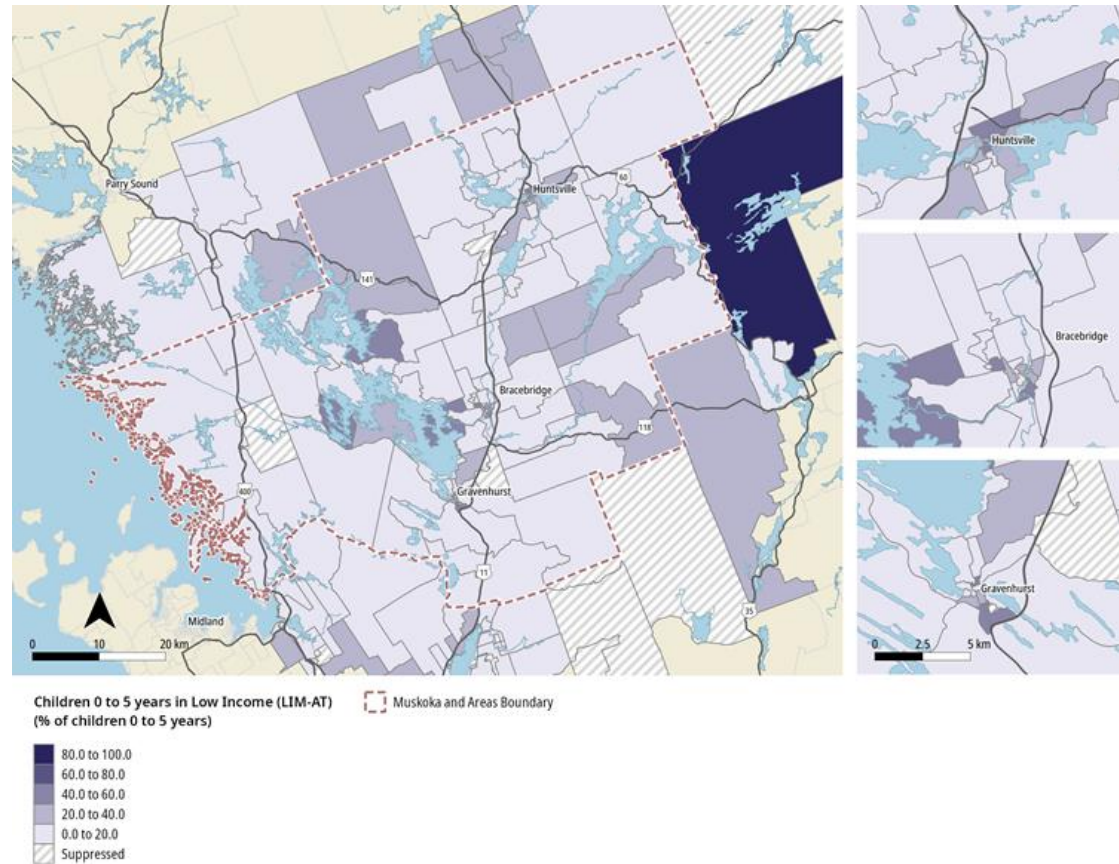 Parry Sound
Huntsville
60
141
Bracebridge
118
Gravenhurst
400
11
35
Midland
0 10 20 km
Huntsville
Bracebridge
Gravenhurst
0 2.5 5 km
Children 0 to 5 years in Low Income (LIM-AT)
(% of children 0 to 5 years)
Muskoka and Areas Boundary
80.0 to 100.0
60.0 to 80.0
40.0 to 60.0
20.0 to 40.0
0.0 to 20.0
Suppressed